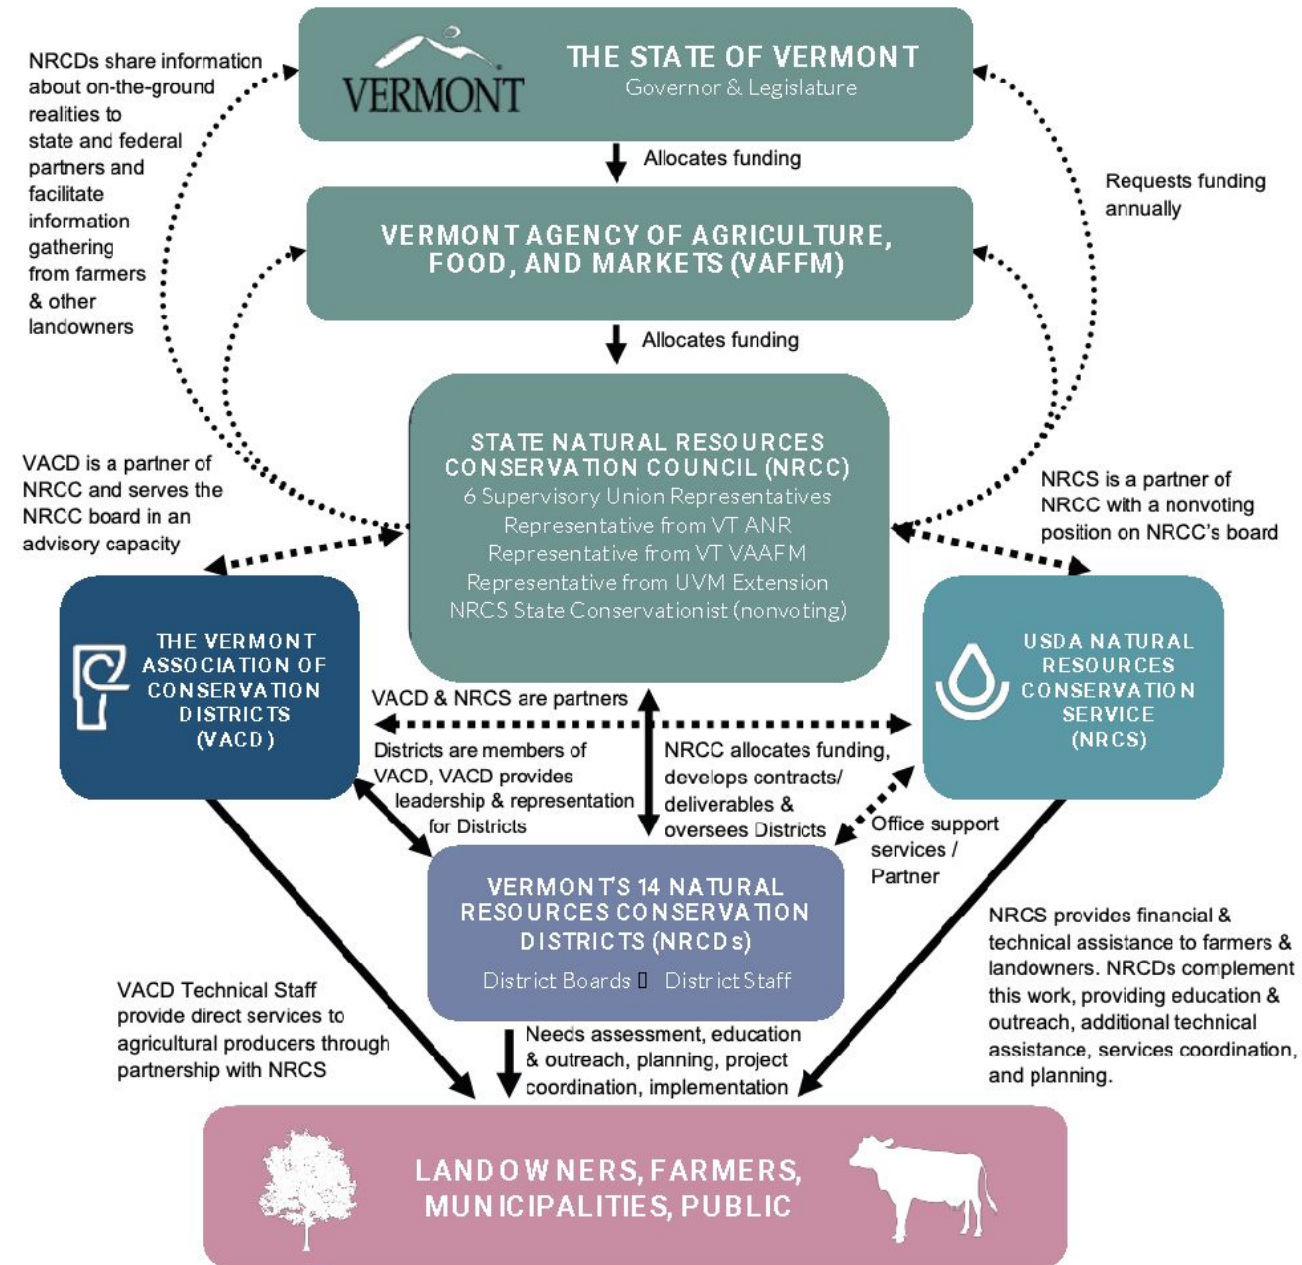 NRCDs share information
about on-the-ground
realities to
state and federal
partners and
facilitate
information
gathering
from farmers
& other
landowners
VERMONT
THE STATE OF VERMONT
Governor & Legislature
Allocates funding
Requests funding
annually
VERMONT AGENCY OF AGRICULTURE,
FOOD, AND MARKETS (VAFFM)
Allocates funding
STATE NATURAL RESOURCES
CONSERVATION COUNCIL (NRCC)
6 Supervisory Union Representatives
Representative from VT ANR
Representative from VT VAAFM
Representative from UVM Extension
NRCS State Conservationist (nonvoting)
VACD is a partner of
NRCC and serves the
NRCC board in an
advisory capacity
NRCS is a partner of
NRCC with a nonvoting
position on NRCC's board
THE VERMONT
ASSOCIATION OF
CONSERVATION
DISTRICTS
(VACD)
USDA NATURAL
RESOURCES
CONSERVATION
SERVICE
(NRCS)
VACD & NRCS are partners
Districts are members of
VACD, VACD provides
leadership & representation
for Districts
NRCC allocates funding,
develops contracts/
deliverables &
oversees Districts
Office support
services /
Partner
VERMONT'S 14 NATURAL
RESOURCES CONSERVATION
DISTRICTS (NRCDs)
District Boards ▯ District Staff
VACD Technical Staff
provide direct services to
agricultural producers through
partnership with NRCS
Needs assessment, education
& outreach, planning, project
coordination, implementation
NRCS provides financial &
technical assistance to farmers &
landowners. NRCDs complement
this work, providing education &
outreach, additional technical
assistance, services coordination,
and planning.
LANDOWNERS, FARMERS,
MUNICIPALITIES, PUBLIC